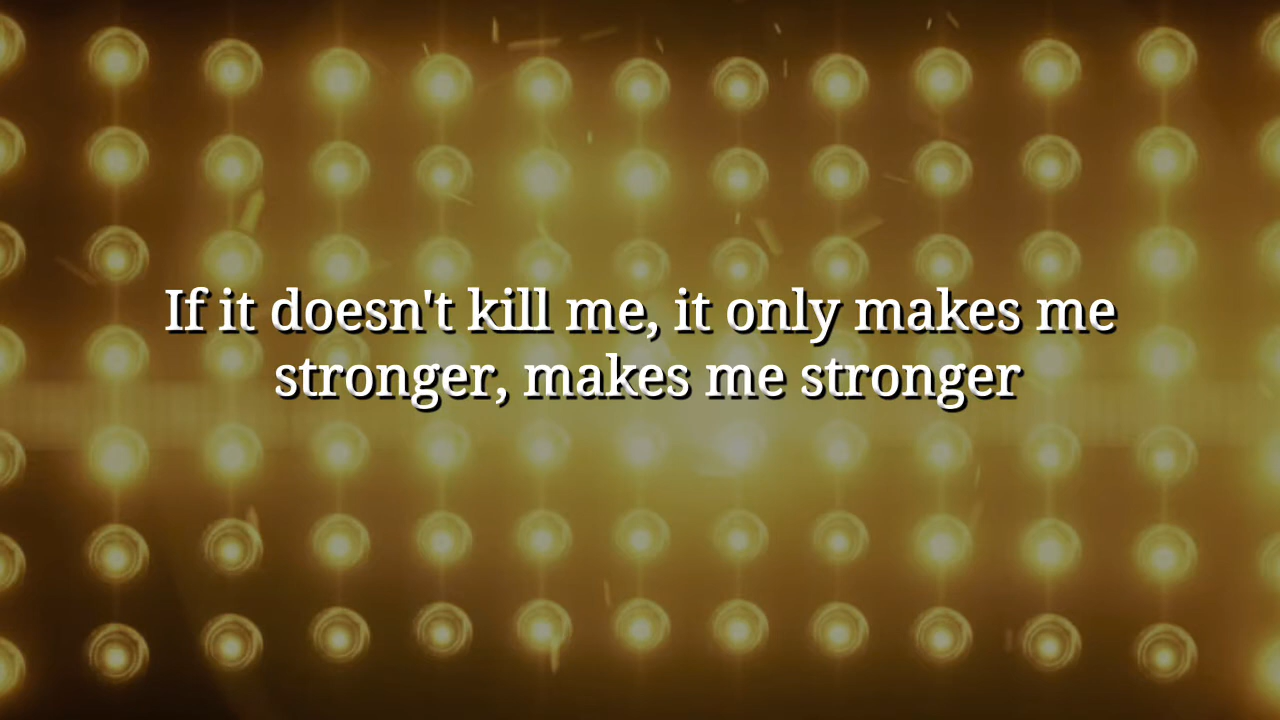 If it doesn't kill me, it only makes me
stronger, makes me stronger